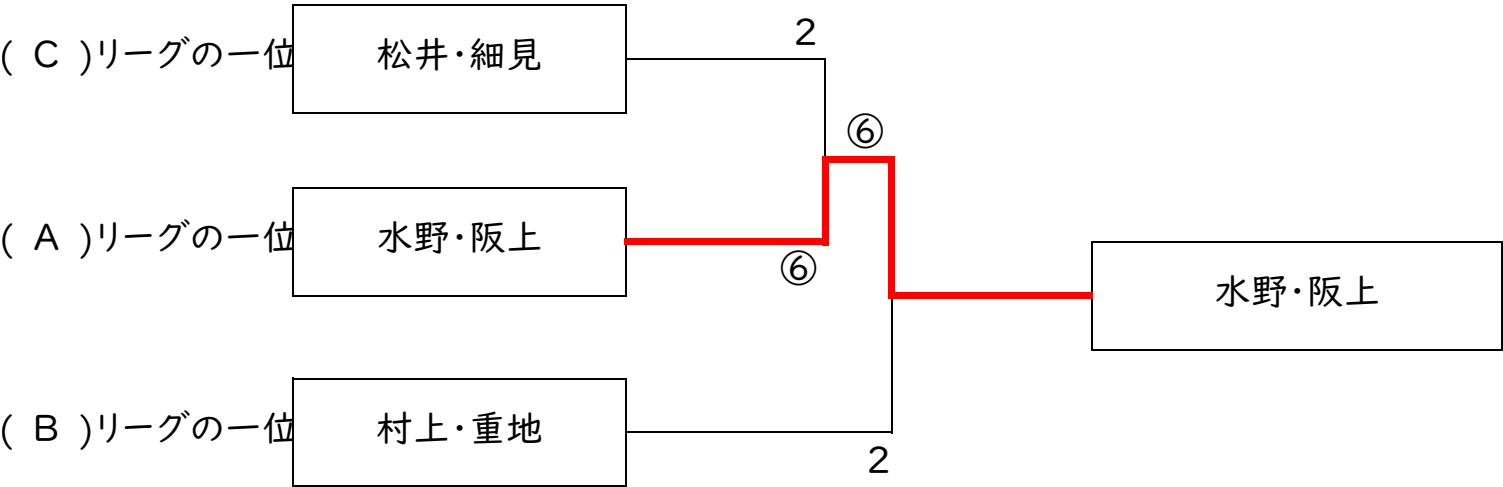 2
( C )リーグの一位 松井・細見
⑥
( A )リーグの一位 水野・阪上
⑥
水野・阪上
( B )リーグの一位 村上・重地
2